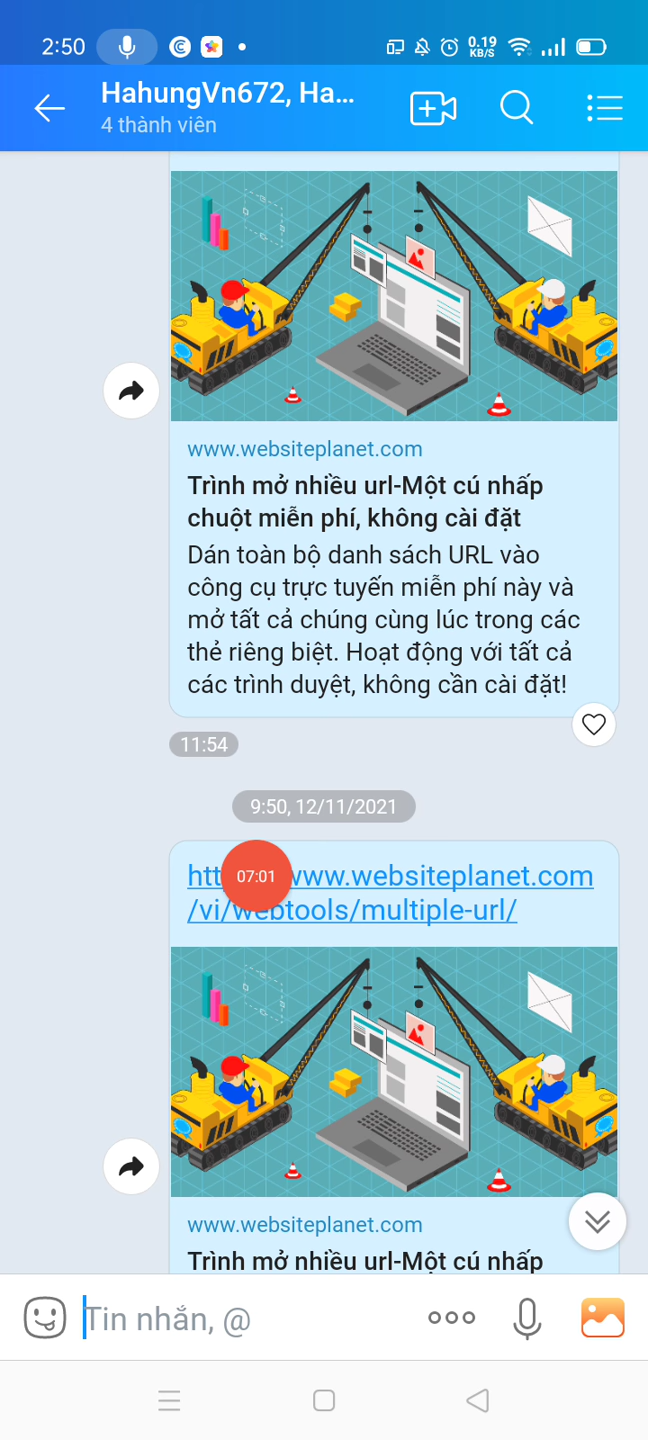 2:50
0.19
KB/S
HahungVn672, Ha...
4 thành viên
www.websiteplanet.com
Trình mở nhiều url-Một cú nhấp
chuột miễn phí, không cài đặt
Dán toàn bộ danh sách URL vào
công cụ trực tuyến miễn phí này và
mở tất cả chúng cùng lúc trong các
thẻ riêng biệt. Hoạt động với tất cả
các trình duyệt, không cần cài đặt!
11:54
9:50, 12/11/2021
07:01
www.websiteplanet.com
/vi/webtools/multiple-url/
www.websiteplanet.com
Trình mở nhiều url-Một cú nhấp
Tin nhắn, @